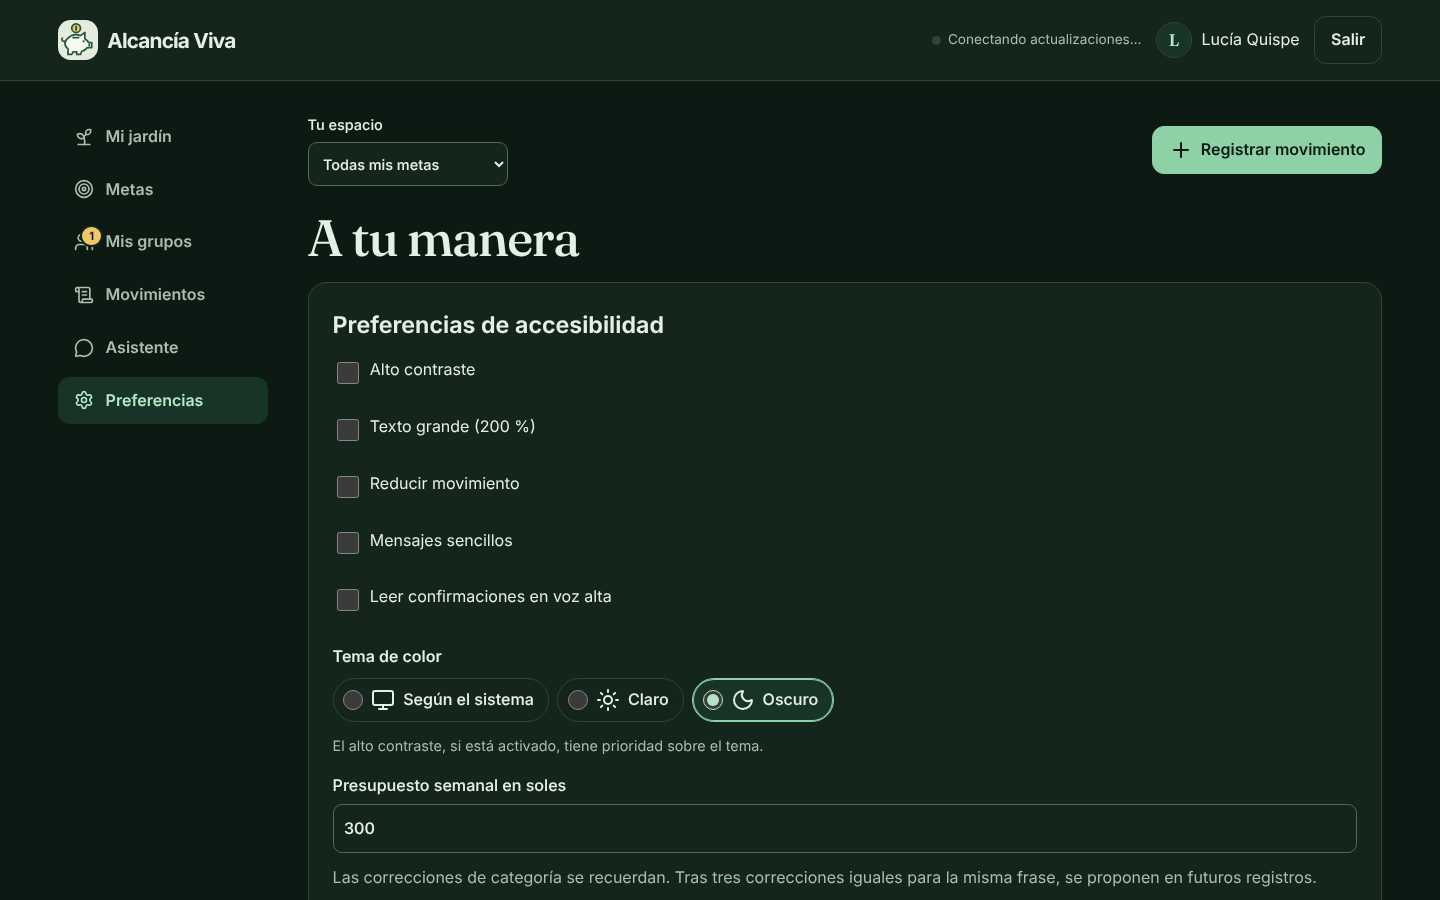 Alcancía Viva
Conectando actualizaciones...
L
Lucía Quispe
Salir
Mi jardín
Metas
1
Mis grupos
Movimientos
Asistente
Preferencias
Tu espacio
Todas mis metas
Registrar movimiento
A tu manera
Preferencias de accesibilidad
Alto contraste
Texto grande (200 %)
Reducir movimiento
Mensajes sencillos
Leer confirmaciones en voz alta
Tema de color
Según el sistema
Claro
Oscuro
El alto contraste, si está activado, tiene prioridad sobre el tema.
Presupuesto semanal en soles
300
Las correcciones de categoría se recuerdan. Tras tres correcciones iguales para la misma frase, se proponen en futuros registros.